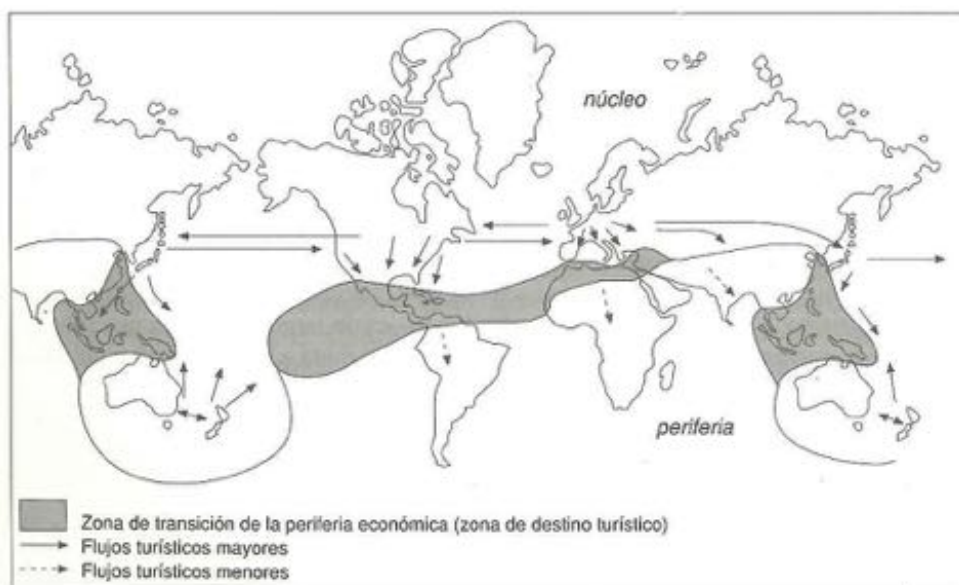 núcleo
periferia
Zona de transición de la periferia económica (zona de destino turístico)
Flujos turísticos mayores
Flujos turísticos menores